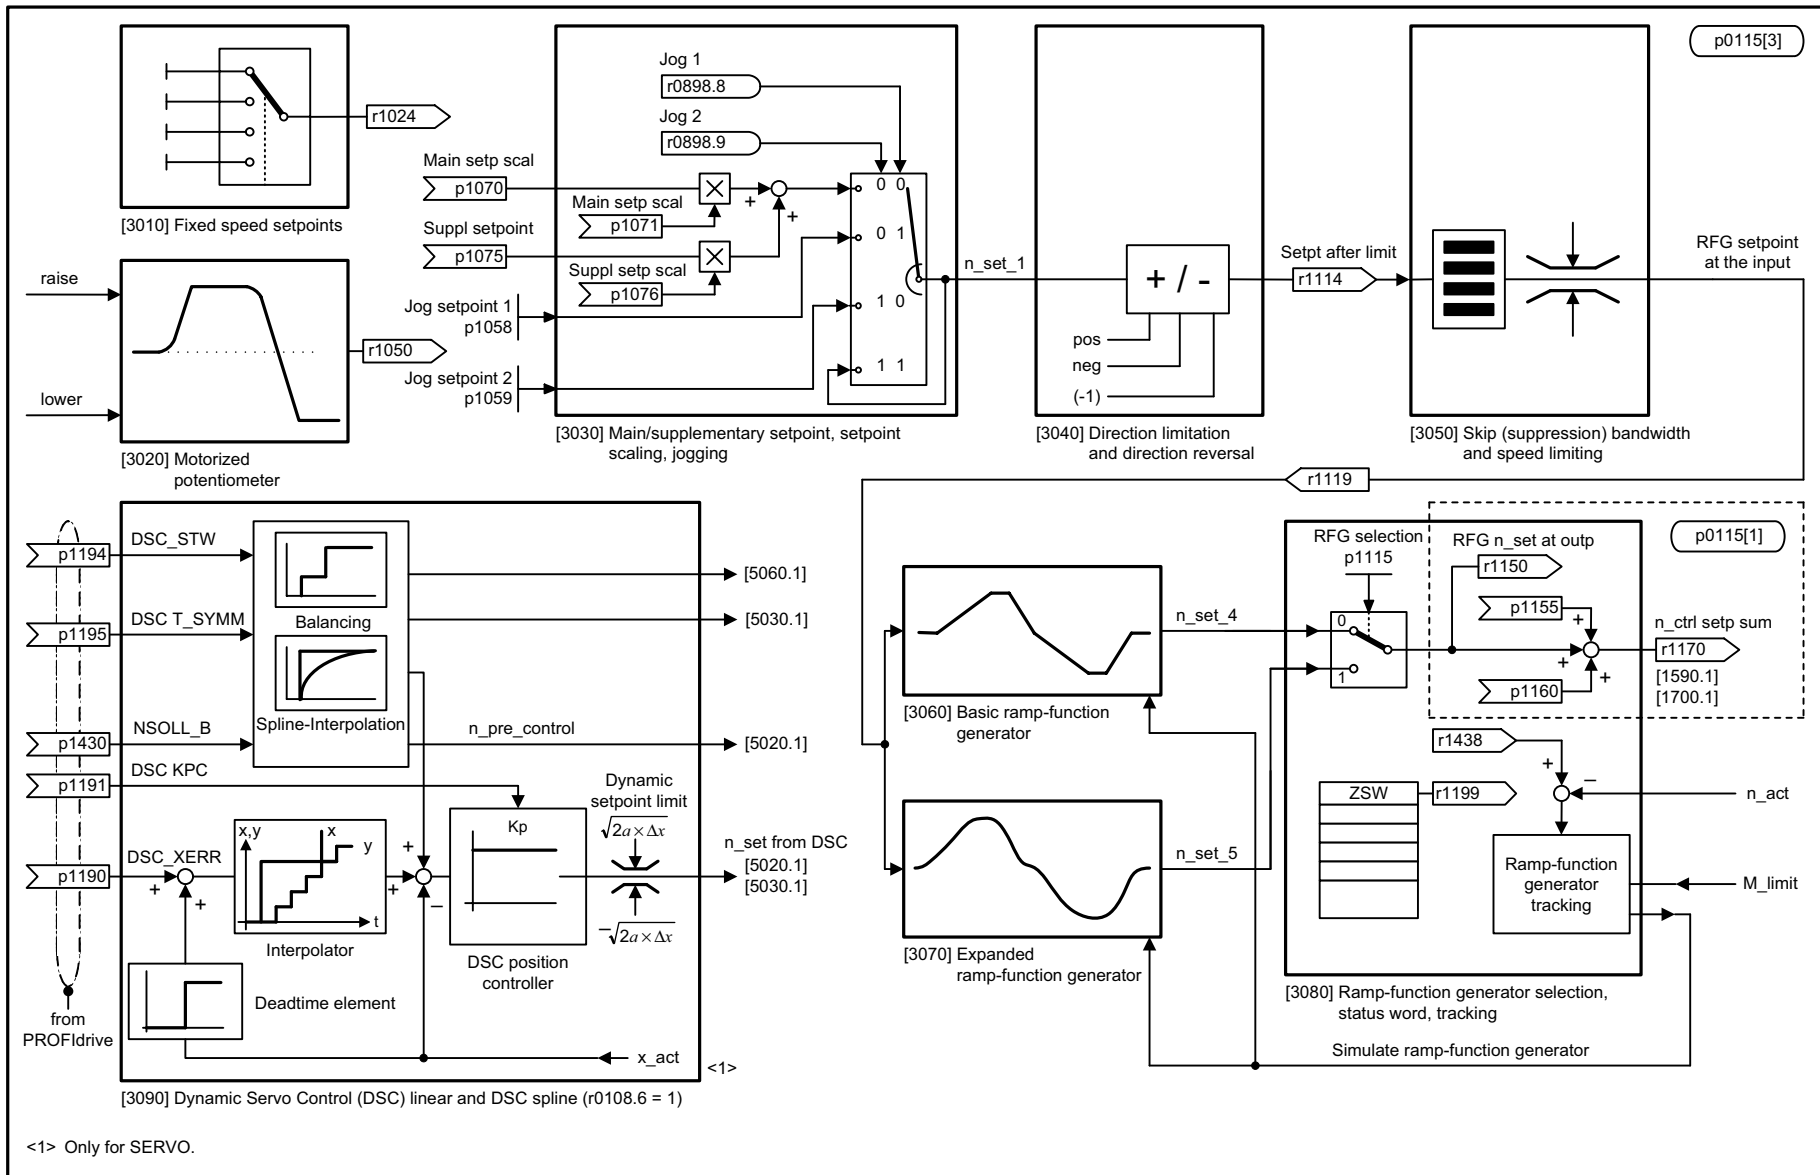 p0115[3]
r1024
[3010] Fixed speed setpoints
raise
lower
r1050
[3020] Motorized
potentiometer
Jog 1
r0898.8
Jog 2
r0898.9
Main setp scal
p1070
Main setp scal
p1071
Suppl setpoint
p1075
Suppl setp scal
p1076
Jog setpoint 1
p1058
Jog setpoint 2
p1059
+
+
0 0
0 1
1 0
1 1
n_set_1
[3030] Main/supplementary setpoint, setpoint
scaling, jogging
+ / -
pos
neg
(-1)
[3040] Direction limitation
and direction reversal
Setpt after limit
r1114
[3050] Skip (suppression) bandwidth
and speed limiting
RFG setpoint
at the input
r1119
p1194
DSC_STW
p1195
DSC T_SYMM
p1430
NSOLL_B
p1191
DSC KPC
p1190
DSC_XERR
from
PROFIdrive
Balancing
Spline-Interpolation
[5060.1]
[5030.1]
n_pre_control
[5020.1]
+
+
x,y
x
y
t
Interpolator
+
+
–
Kp
DSC position
controller
Dynamic
setpoint limit
√2a × Δx
–√2a × Δx
n_set from DSC
[5020.1]
[5030.1]
Deadtime element
x_act
<1>
[3090] Dynamic Servo Control (DSC) linear and DSC spline (r0108.6 = 1)
<1> Only for SERVO.
[3060] Basic ramp-function
generator
[3070] Expanded
ramp-function generator
n_set_4
n_set_5
RFG selection
p1115
0
1
RFG n_set at outp
r1150
p0115[1]
p1155
+
+
+
p1160
n_ctrl setp sum
r1170
[1590.1]
[1700.1]
r1438
+
–
n_act
ZSW
r1199
Ramp-function
generator
tracking
M_limit
[3080] Ramp-function generator selection,
status word, tracking
Simulate ramp-function generator